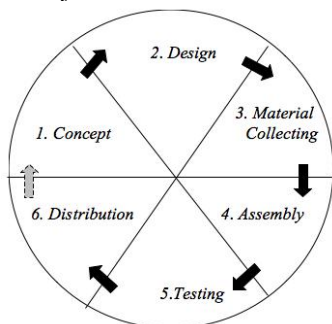 2. Design
3. Material
Collecting
1. Concept
6. Distribution
4. Assembly
5.Testing